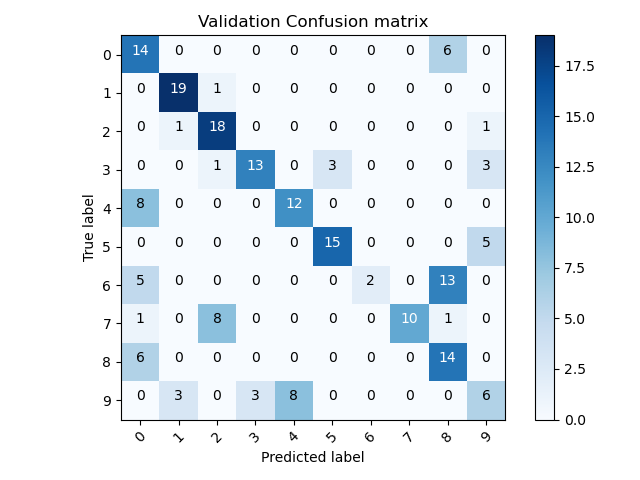 Validation Confusion matrix
True label
0 14 0 0 0 0 0 0 0 6 0
1 0 19 1 0 0 0 0 0 0 0
2 0 1 18 0 0 0 0 0 0 1
3 0 0 1 13 0 3 0 0 0 3
4 8 0 0 0 12 0 0 0 0 0
5 0 0 0 0 0 15 0 0 0 5
6 5 0 0 0 0 0 2 0 13 0
7 1 0 8 0 0 0 0 10 1 0
8 6 0 0 0 0 0 0 0 14 0
9 0 3 0 3 8 0 0 0 0 6
0 1 2 3 4 5 6 7 8 9
Predicted label
17.5
15.0
12.5
10.0
7.5
5.0
2.5
0.0